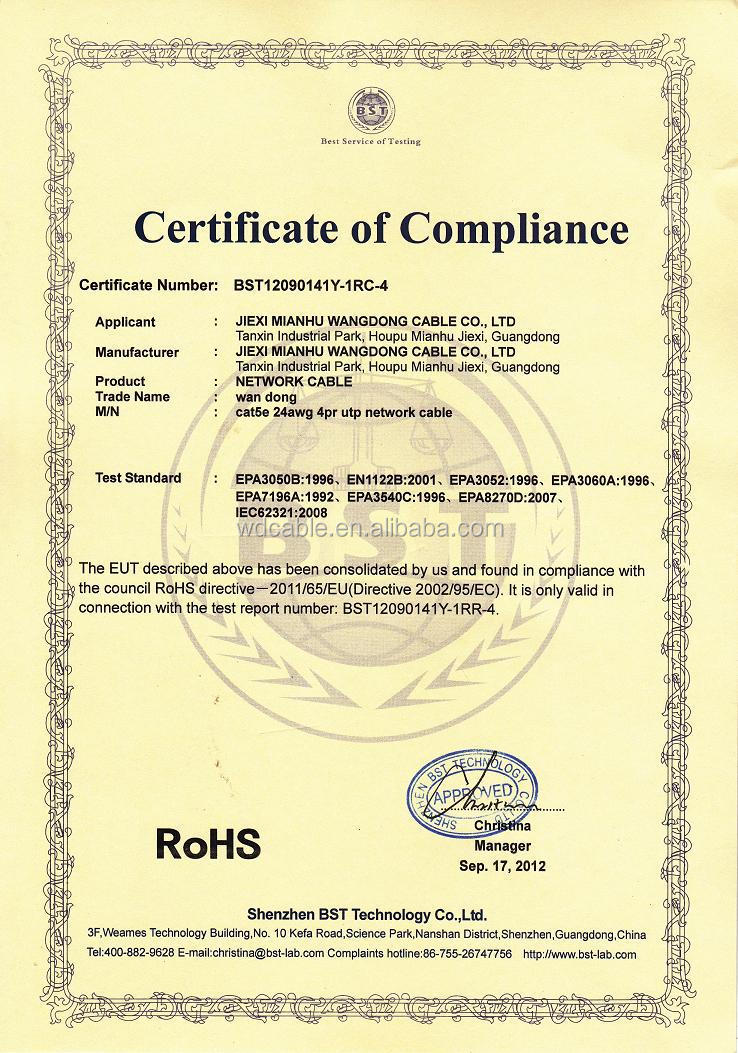 BST
Best Service of Testing
Certificate of Compliance
Certificate Number: BST12090141Y-1RC-4
Applicant : JIEXI MIANHU WANGDONG CABLE CO., LTD
Tanxin Industrial Park, Houpu Mianhu Jiexi, Guangdong
Manufacturer : JIEXI MIANHU WANGDONG CABLE CO., LTD
Tanxin Industrial Park, Houpu Mianhu Jiexi, Guangdong
Product : NETWORK CABLE
Trade Name : wan dong
M/N : cat5e 24awg 4pr utp network cable
Test Standard : EPA3050B:1996、EN1122B:2001、EPA3052:1996、EPA3060A:1996、
EPA7196A:1992、EPA3540C:1996、EPA8270D:2007、
IEC62321:2008
wdcable.en.alibaba.com
BST
The EUT described above has been consolidated by us and found in compliance with
the council RoHS directive—2011/65/EU(Directive 2002/95/EC). It is only valid in
connection with the test report number: BST12090141Y-1RR-4.
SHENZHEN BST TECHNOLOGY CO.,LTD
APPROVED
Christina
Manager
Sep. 17, 2012
RoHS
Shenzhen BST Technology Co.,Ltd.
3F,Weames Technology Building,No. 10 Kefa Road,Science Park,Nanshan District,Shenzhen,Guangdong,China
Tel:400-882-9628 E-mail:christina@bst-lab.com Complaints hotline:86-755-26747756 http://www.bst-lab.com